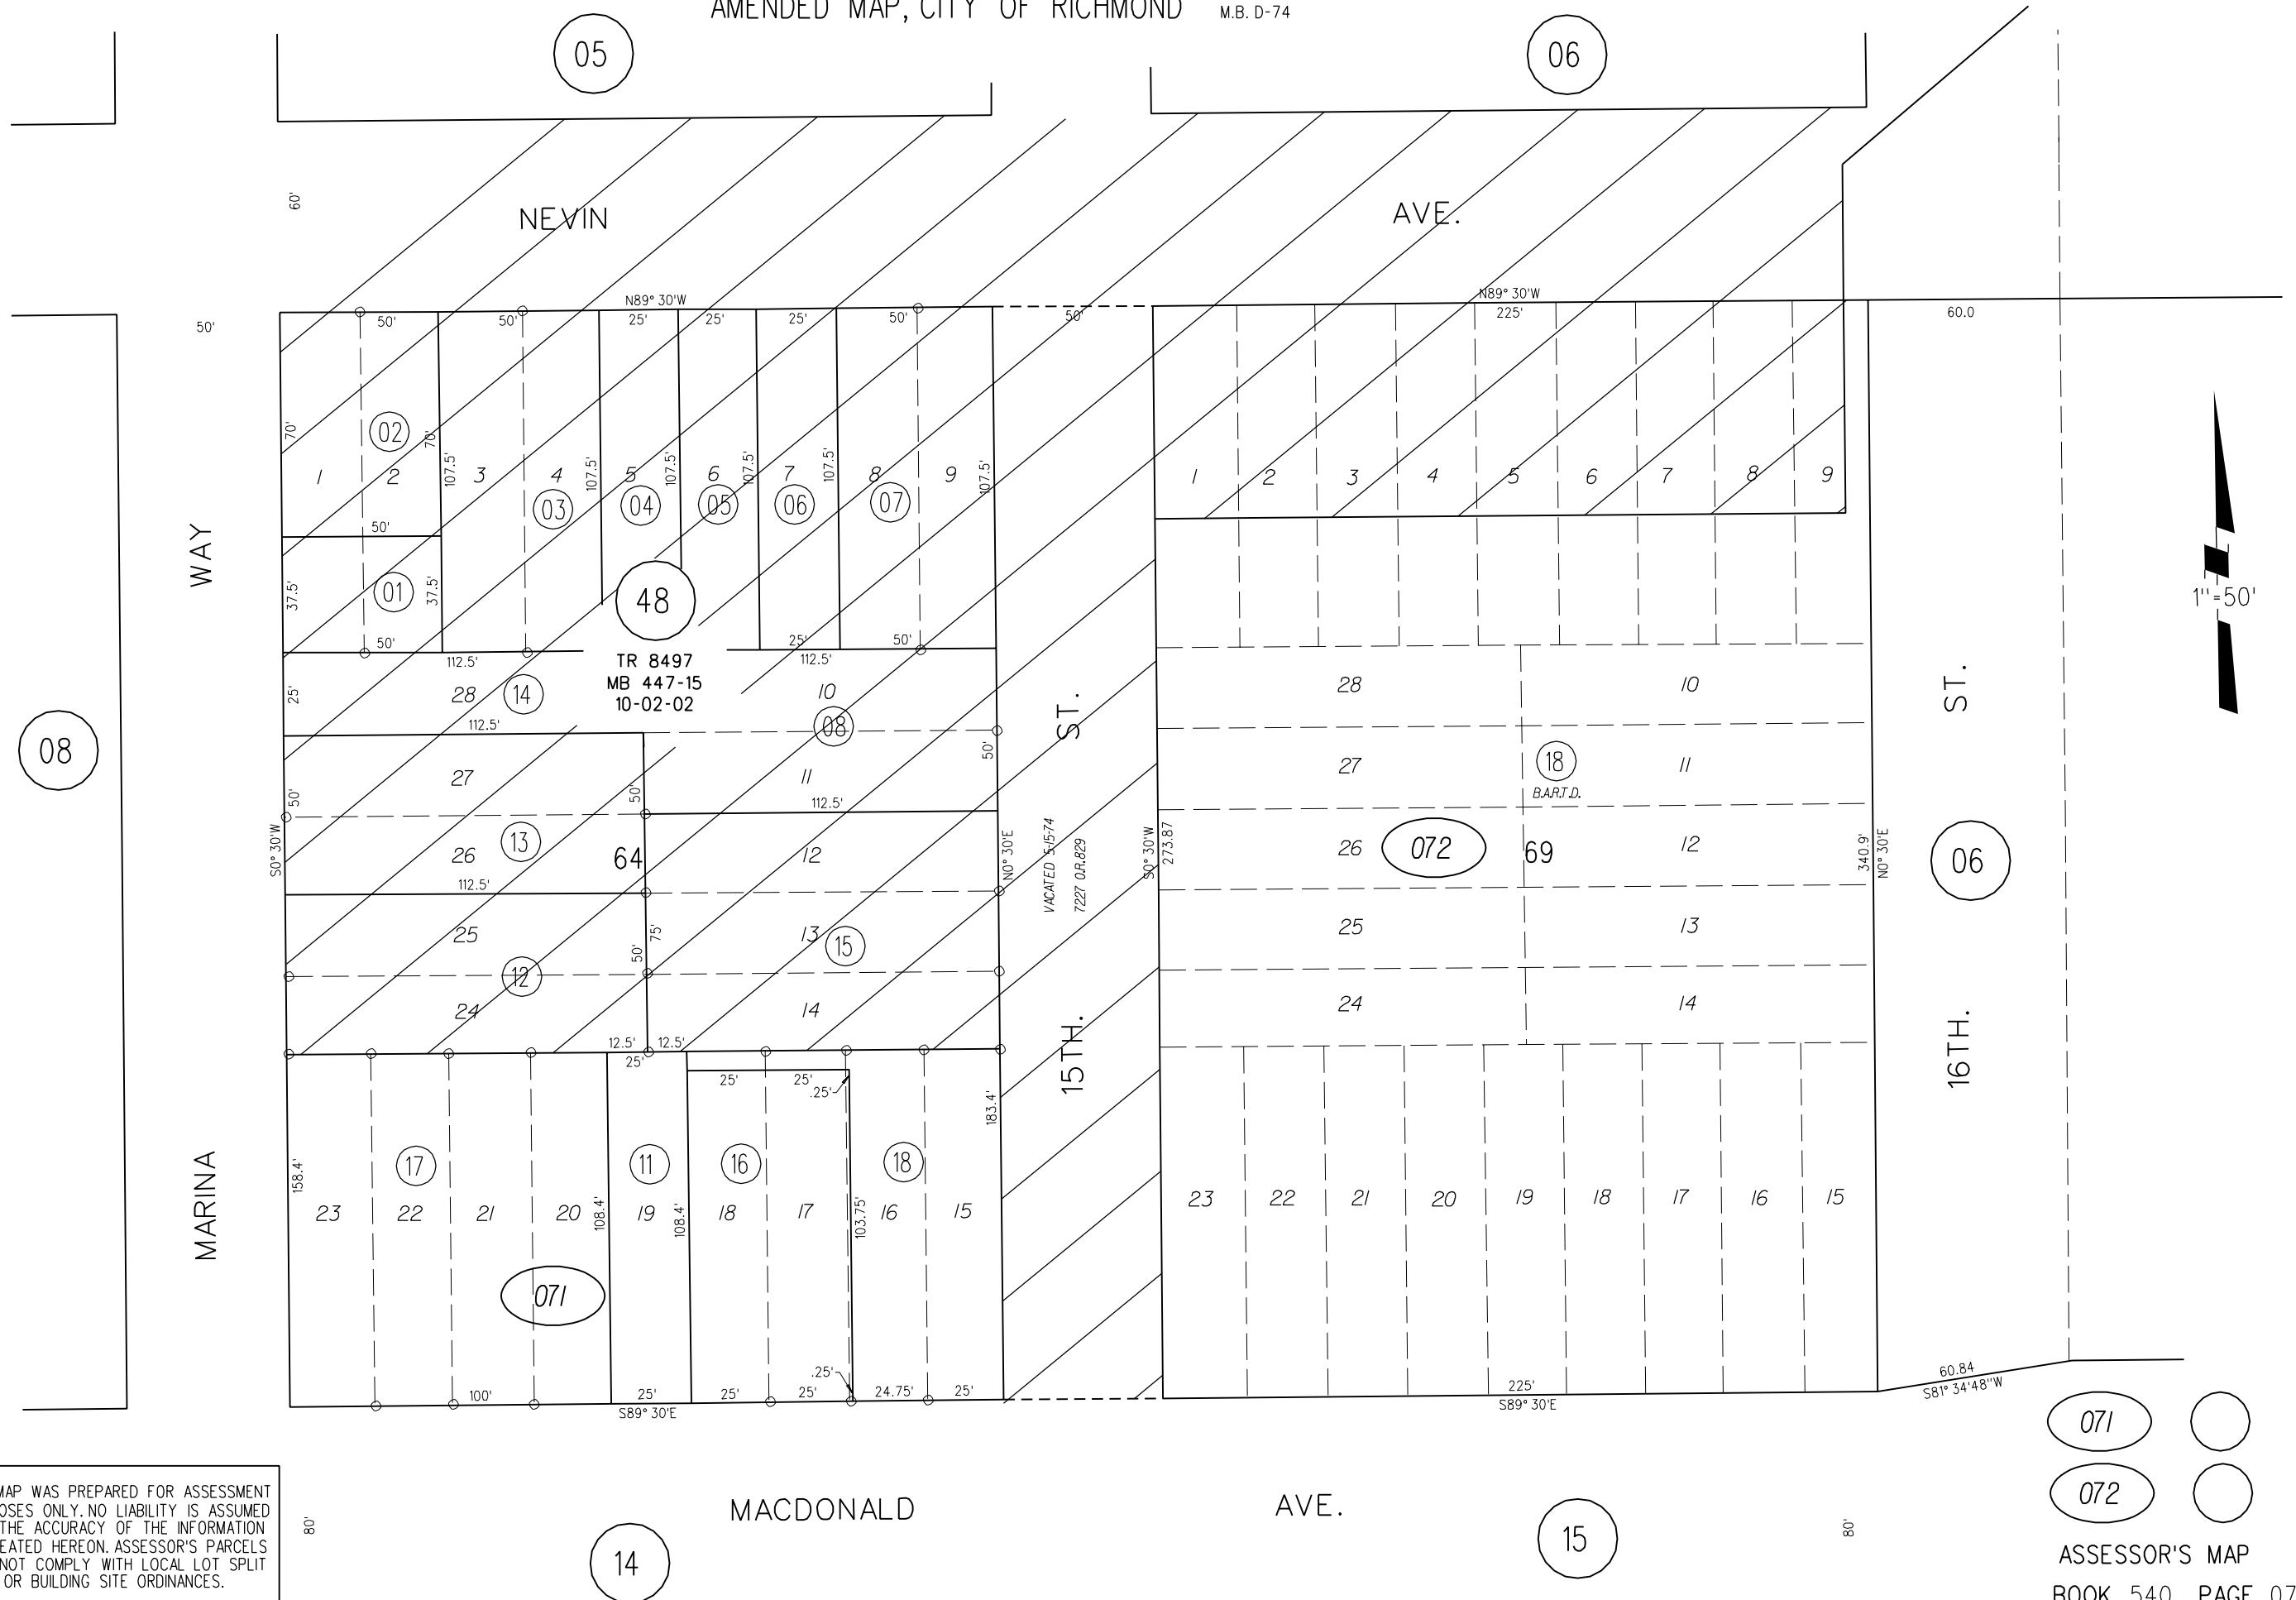 AMENDED MAP, CITY OF RICHMOND M.B. D-74
05
06
60'
NEVIN AVE.
50'
N89° 30'W
N89° 30'W
50' 50' 25' 25' 25' 50' 50' 225' 60.0
70' 02 70' 107.5' 107.5' 107.5' 107.5' 107.5' 107.5'
1 2 3 4 5 6 7 8 9
1 2 3 4 5 6 7 8 9
03 04 05 06 07
50'
WAY
37.5' 01 37.5'
48
1"=50'
50' 112.5' 25' 50' 112.5'
TR 8497
MB 447-15
10-02-02
25' 28 14 10
08
112.5'
ST.
28 10
ST.
08
27 11 50'
27 18 11
B.A.R.T.D.
50' 50' 112.5'
S0° 30'W
13
26 64 12
N0° 30'E
VACATED 5-15-74
7227 O.R.829
S0° 30'W
273.87
26 072 69 12
340.9'
N0° 30'E
06
112.5'
25 50' 75' 13 15
25 13
12
24 14
24 14
12.5' 12.5'
25'
25' 25'
.25'
15TH.
16TH.
183.4'
MARINA
158.4'
17 11 16 18
23 22 21 20 108.4' 19 108.4' 18 17 103.75' 16 15
23 22 21 20 19 18 17 16 15
071
.25'
100' 25' 25' 25' 24.75' 25'
S89° 30'E
225'
S89° 30'E
60.84
S81° 34'48"W
071
072
MAP WAS PREPARED FOR ASSESSMENT
OSES ONLY. NO LIABILITY IS ASSUMED
THE ACCURACY OF THE INFORMATION
EATED HEREON. ASSESSOR'S PARCELS
NOT COMPLY WITH LOCAL LOT SPLIT
OR BUILDING SITE ORDINANCES.
80'
MACDONALD AVE.
14
15
80'
ASSESSOR'S MAP
BOOK 540 PAGE 07